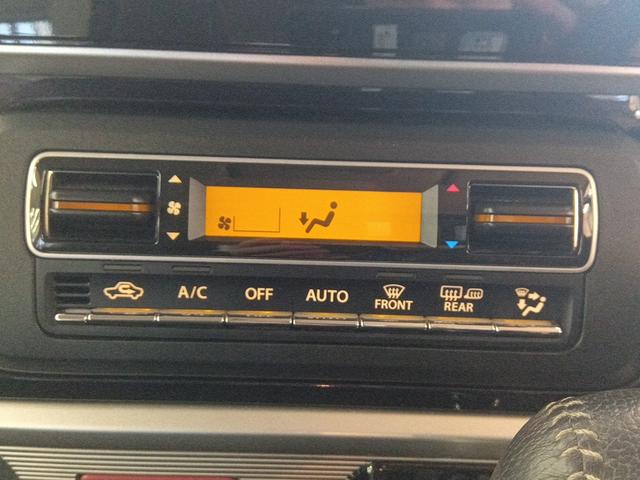 A/C OFF AUTO FRONT REAR